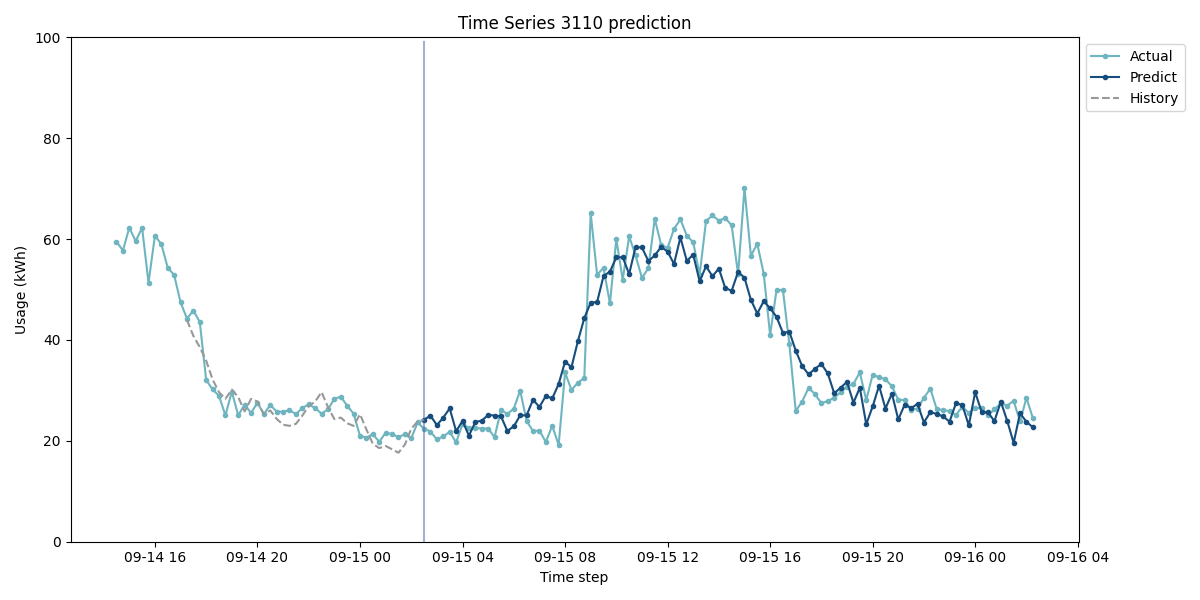 Time Series 3110 prediction
100
80
60
40
20
0
Usage (kWh)
09-14 16
09-14 20
09-15 00
09-15 04
09-15 08
09-15 12
09-15 16
09-15 20
09-16 00
09-16 04
Time step
Actual
Predict
History